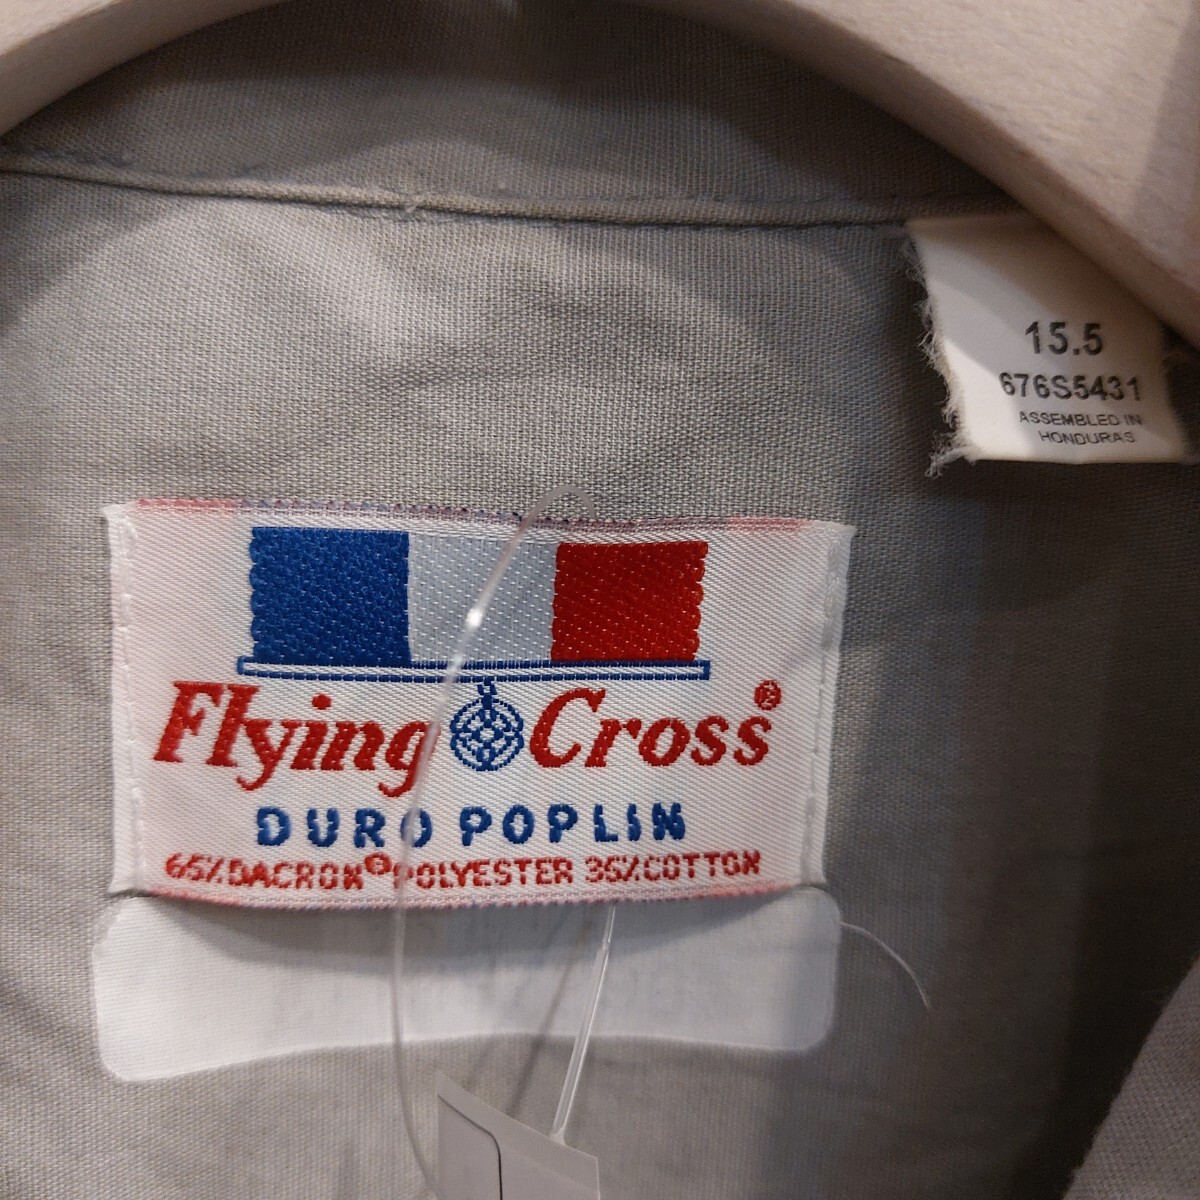 15.5
676S5431
ASSEMBLED IN
HONDURAS
Flying Cross®
DURO POPLIN
65% DACRON® POLYESTER 35% COTTON